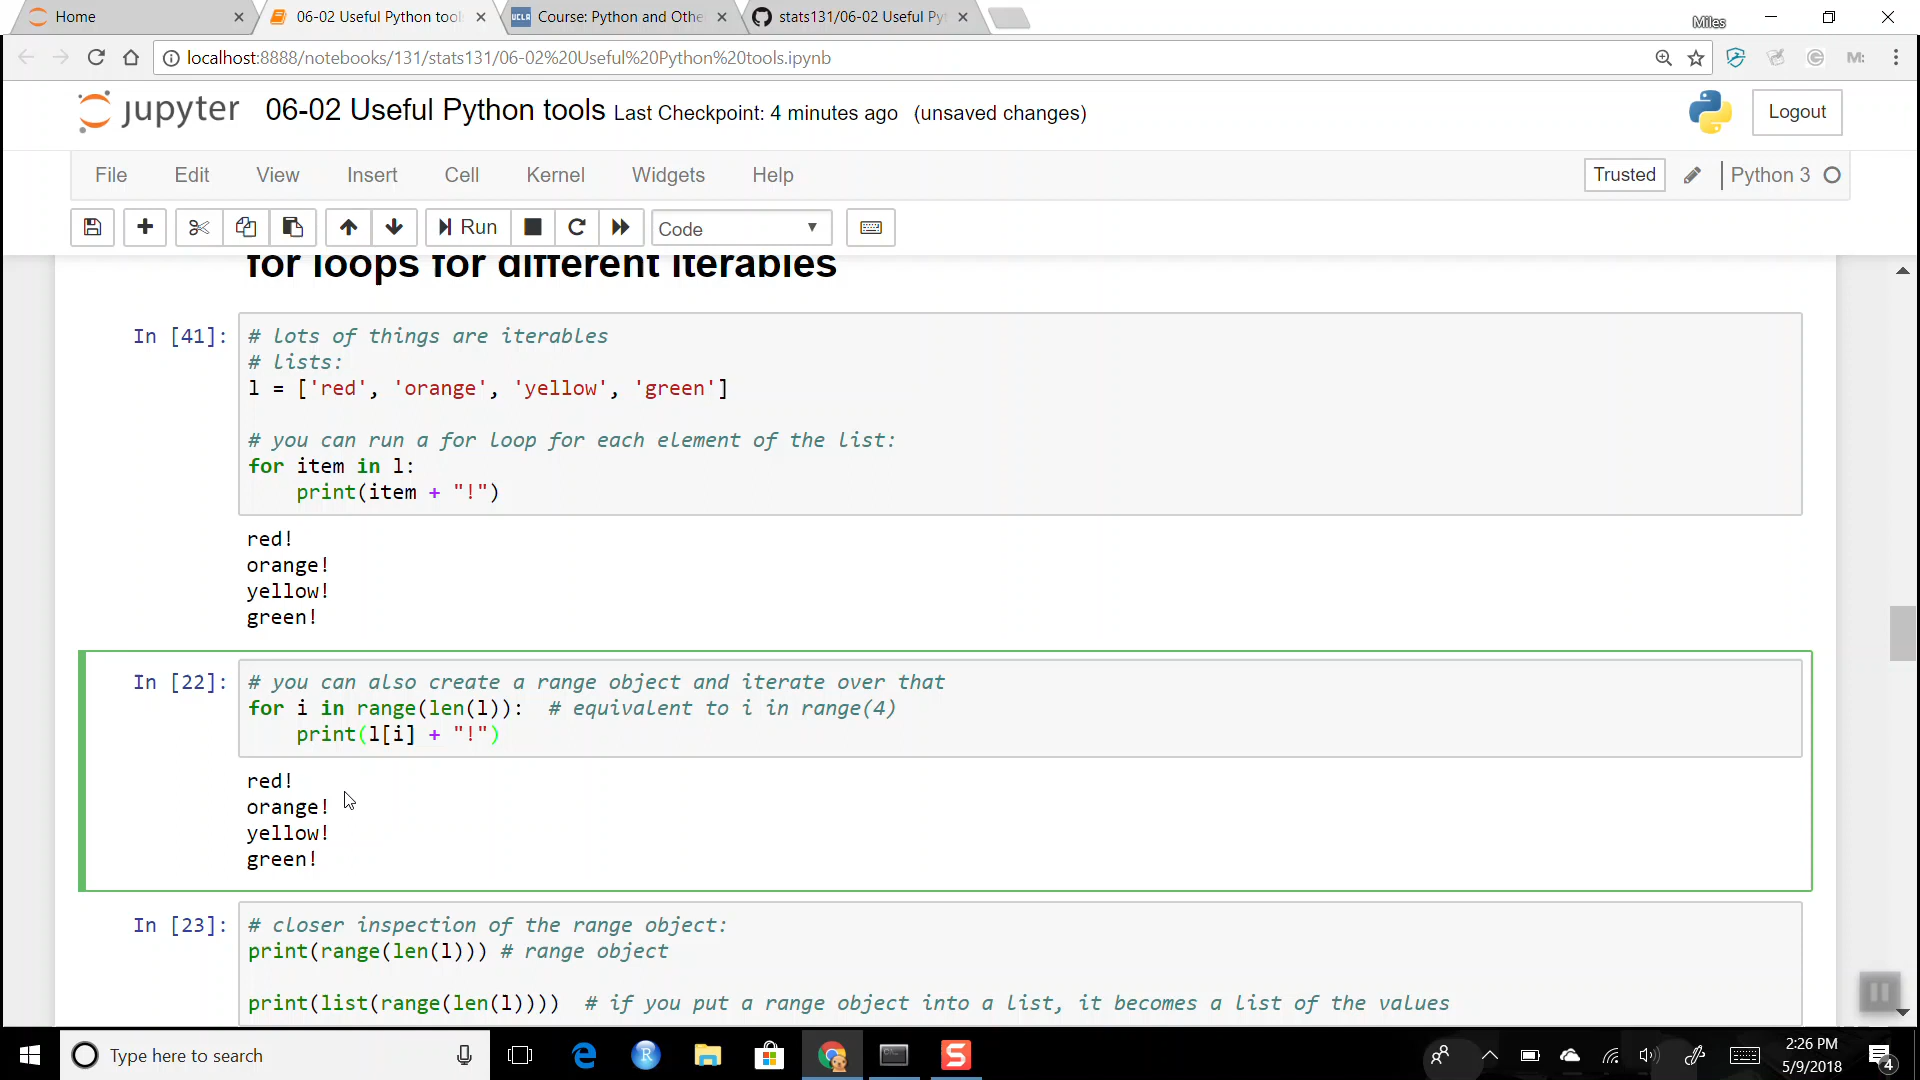 Home
06-02 Useful Python tool
UCLA Course: Python and Othe
stats131/06-02 Useful Py
Miles
localhost:8888/notebooks/131/stats131/06-02%20Useful%20Python%20tools.ipynb
M:
jupyter 06-02 Useful Python tools Last Checkpoint: 4 minutes ago (unsaved changes)
Logout
File Edit View Insert Cell Kernel Widgets Help
Trusted Python 3
Run Code
for loops for different iterables
In [41]: # lots of things are iterables
# lists:
l = ['red', 'orange', 'yellow', 'green']
# you can run a for loop for each element of the list:
for item in l:
print(item + "!")
red!
orange!
yellow!
green!
In [22]: # you can also create a range object and iterate over that
for i in range(len(l)): # equivalent to i in range(4)
print(l[i] + "!")
red!
orange!
yellow!
green!
In [23]: # closer inspection of the range object:
print(range(len(l))) # range object
print(list(range(len(l)))) # if you put a range object into a list, it becomes a list of the values
Type here to search
2:26 PM
5/9/2018
4